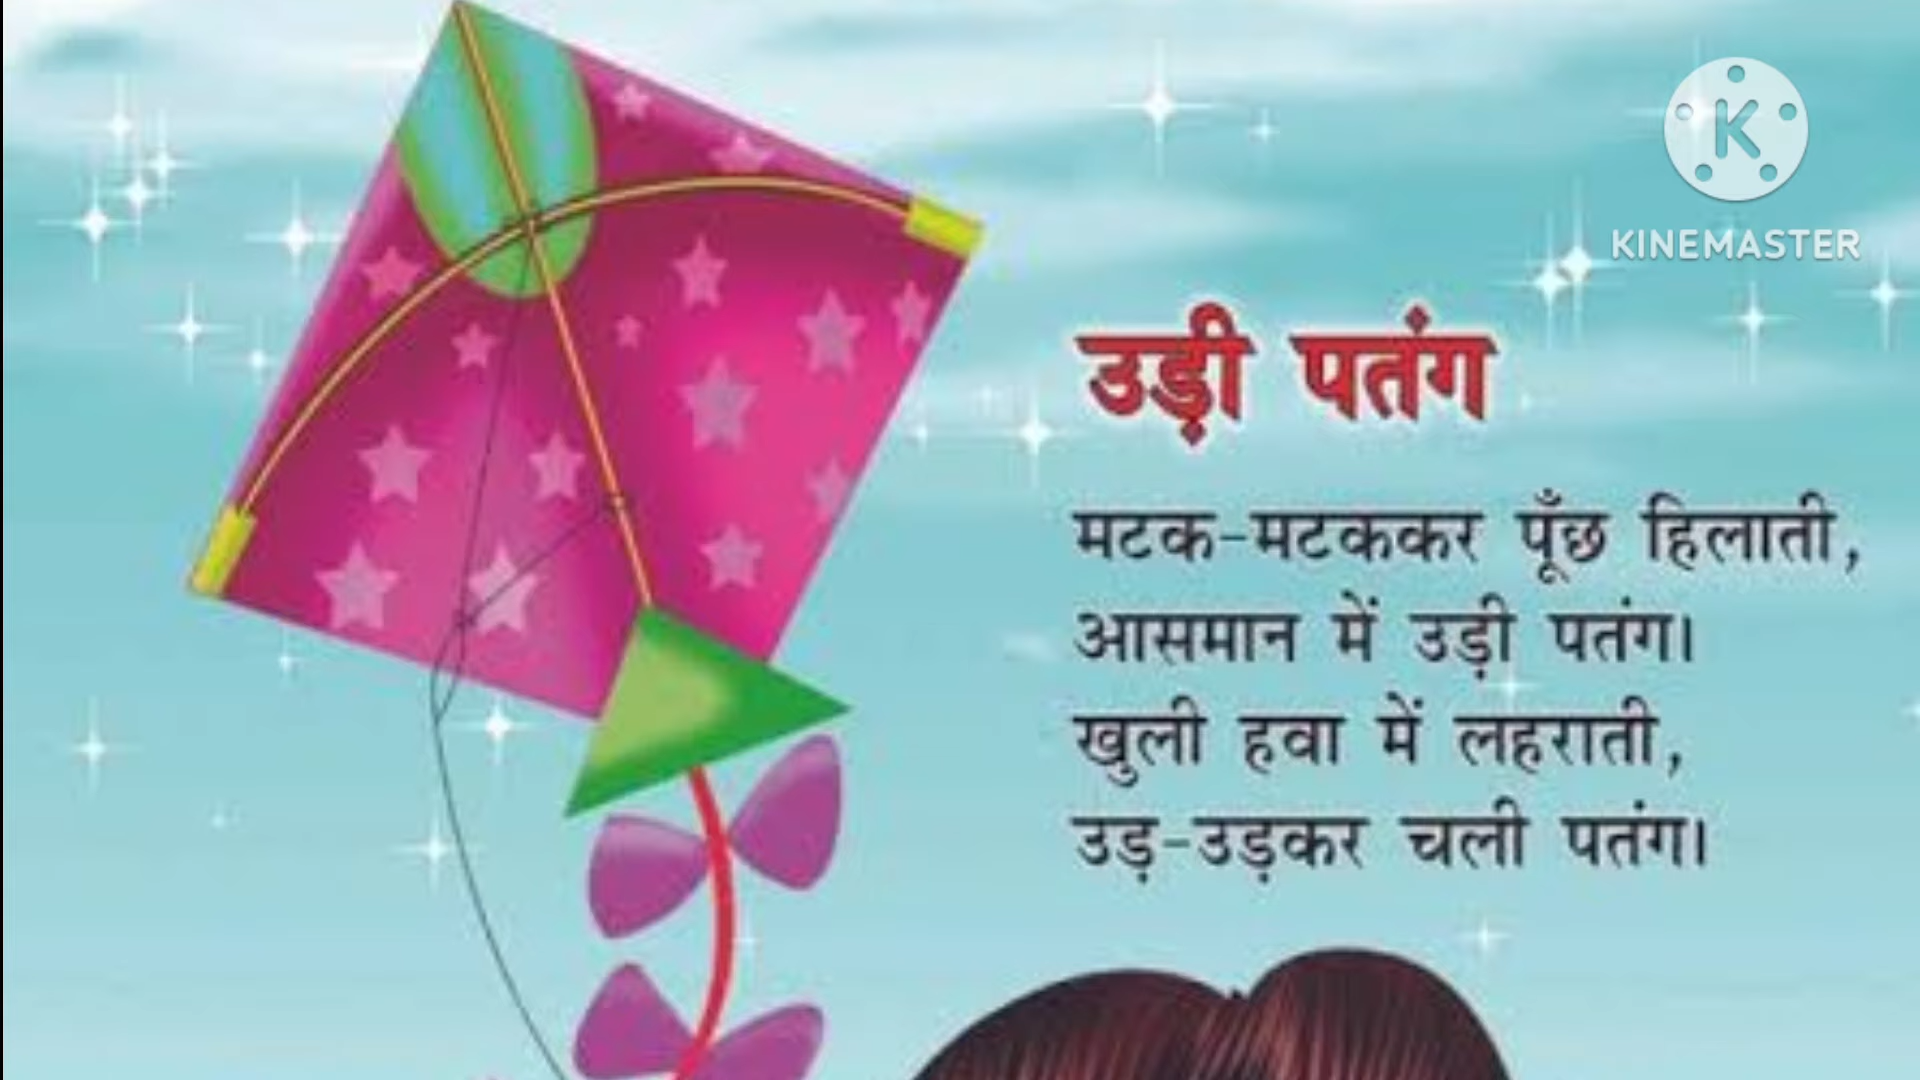 KINEMASTER
उड़ी पतंग
मटक-मटककर पूँछ हिलाती,
आसमान में उड़ी पतंग।
खुली हवा में लहराती,
उड़-उड़कर चली पतंग।